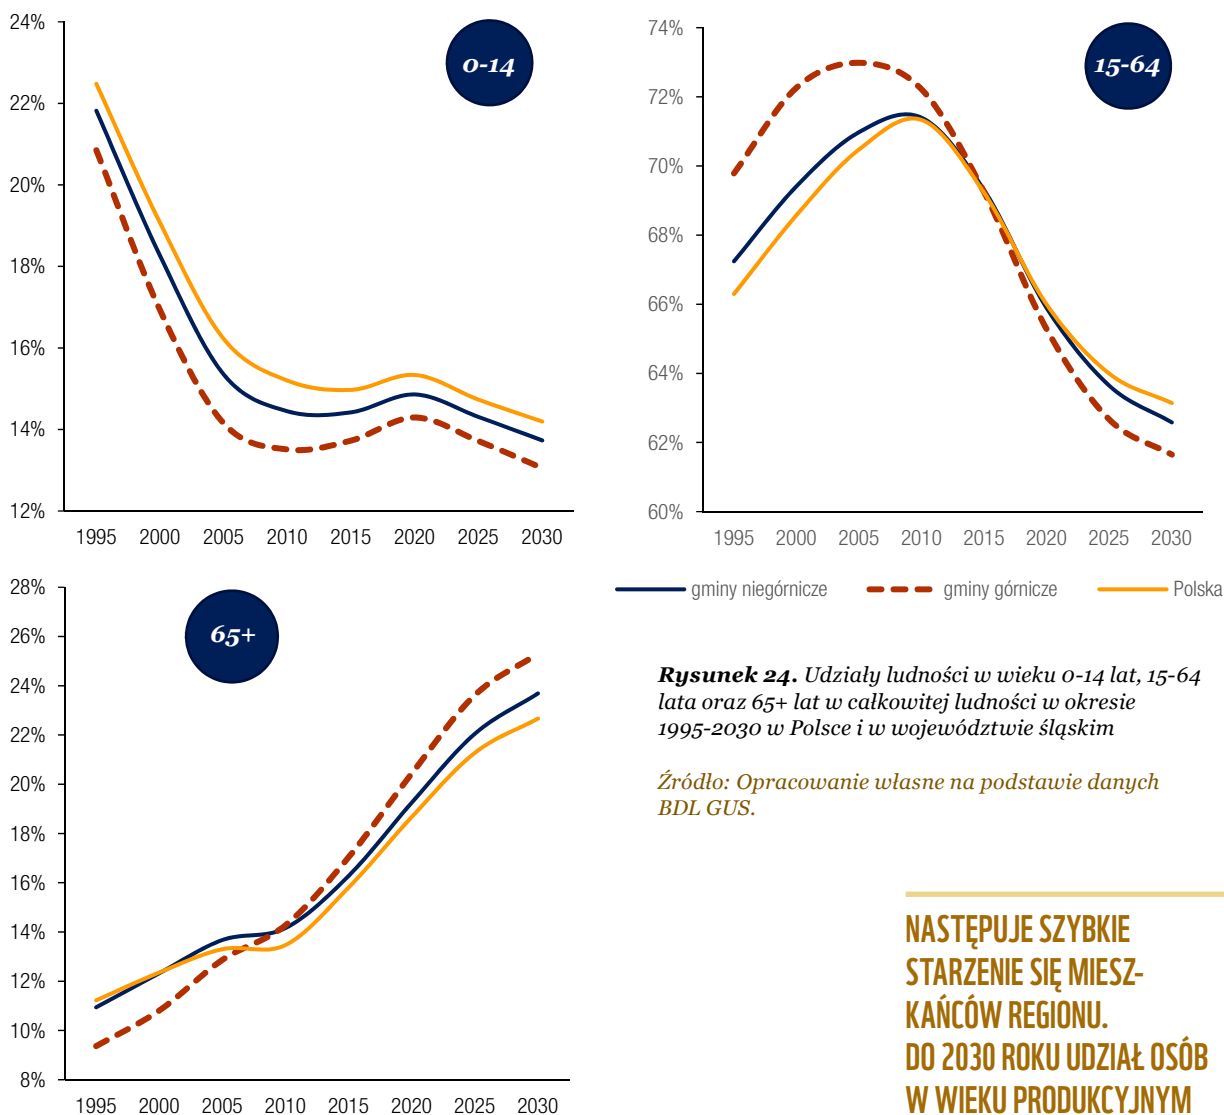 24%
22%
20%
18%
16%
14%
12%
0-14
1995 2000 2005 2010 2015 2020 2025 2030
74%
72%
70%
68%
66%
64%
62%
60%
15-64
1995 2000 2005 2010 2015 2020 2025 2030
gminy niegórnicze gminy górnicze Polska
28%
26%
24%
22%
20%
18%
16%
14%
12%
10%
8%
65+
1995 2000 2005 2010 2015 2020 2025 2030
Rysunek 24. Udziały ludności w wieku 0-14 lat, 15-64
lata oraz 65+ lat w całkowitej ludności w okresie
1995-2030 w Polsce i w województwie śląskim
Źródło: Opracowanie własne na podstawie danych
BDL GUS.
NASTĘPUJE SZYBKIE
STARZENIE SIĘ MIESZ-
KAŃCÓW REGIONU.
DO 2030 ROKU UDZIAŁ OSÓB
W WIEKU PRODUKCYJNYM